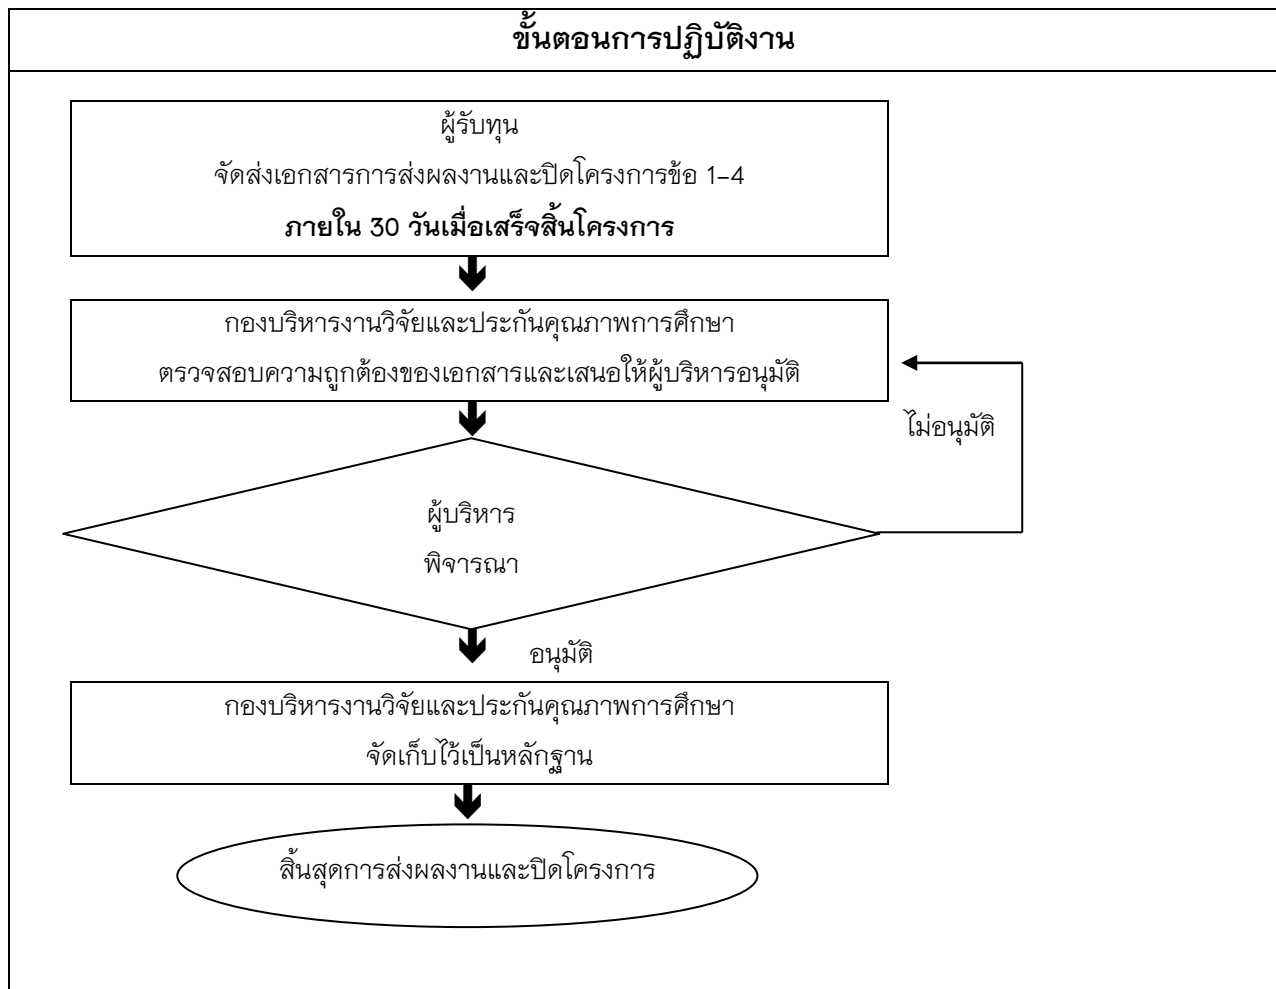 ขั้นตอนการปฏิบัติงาน
ผู้รับทุน
จัดส่งเอกสารการส่งผลงานและปิดโครงการข้อ 1-4
ภายใน 30 วันเมื่อเสร็จสิ้นโครงการ
กองบริหารงานวิจัยและประกันคุณภาพการศึกษา
ตรวจสอบความถูกต้องของเอกสารและเสนอให้ผู้บริหารอนุมัติ
ไม่อนุมัติ
ผู้บริหาร
พิจารณา
อนุมัติ
กองบริหารงานวิจัยและประกันคุณภาพการศึกษา
จัดเก็บไว้เป็นหลักฐาน
สิ้นสุดการส่งผลงานและปิดโครงการ